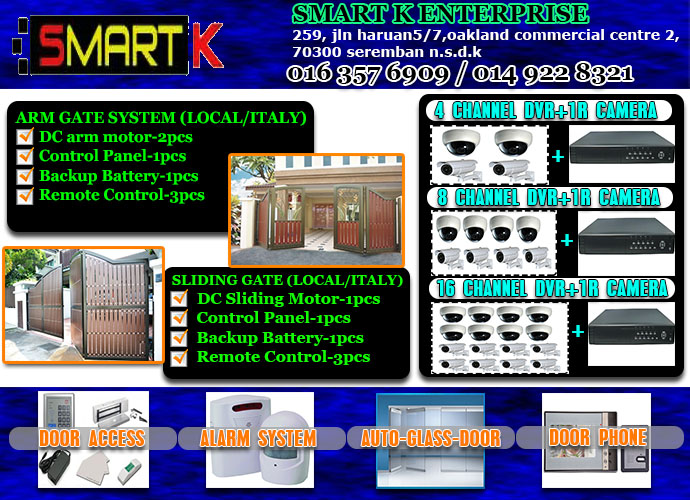 SMART K
SMART K ENTERPRISE
259, jln haruan5/7,oakland commercial centre 2,
70300 seremban n.s.d.k
016 357 6909 / 014 922 8321
ARM GATE SYSTEM (LOCAL/ITALY)
DC arm motor-2pcs
Control Panel-1pcs
Backup Battery-1pcs
Remote Control-3pcs
SLIDING GATE (LOCAL/ITALY)
DC Sliding Motor-1pcs
Control Panel-1pcs
Backup Battery-1pcs
Remote Control-3pcs
4 CHANNEL DVR+1R CAMERA
+
8 CHANNEL DVR+1R CAMERA
+
16 CHANNEL DVR+1R CAMERA
+
DOOR ACCESS
ALARM SYSTEM
AUTO-GLASS-DOOR
DOOR PHONE